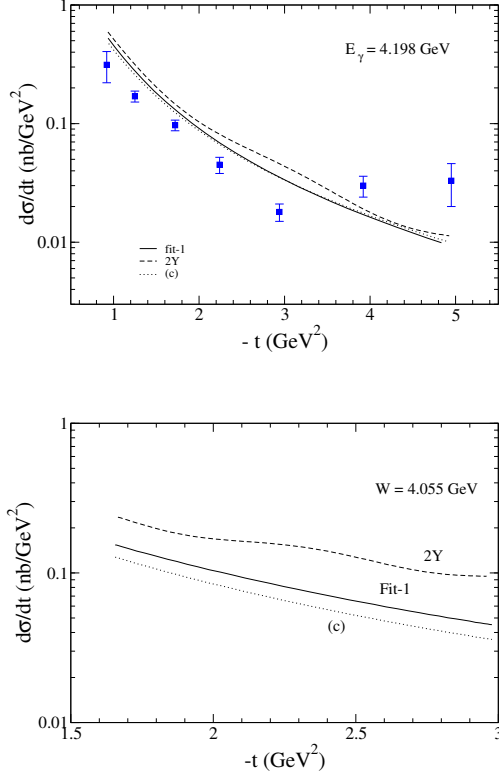 1
E_γ = 4.198 GeV
0.1
dσ/dt (nb/GeV²)
0.01
fit-1
2Y
(c)
1 2 3 4 5
- t (GeV²)
1
W = 4.055 GeV
2Y
dσ/dt (nb/GeV²)
0.1
Fit-1
(c)
0.01
1.5 2 2.5 3
-t (GeV²)